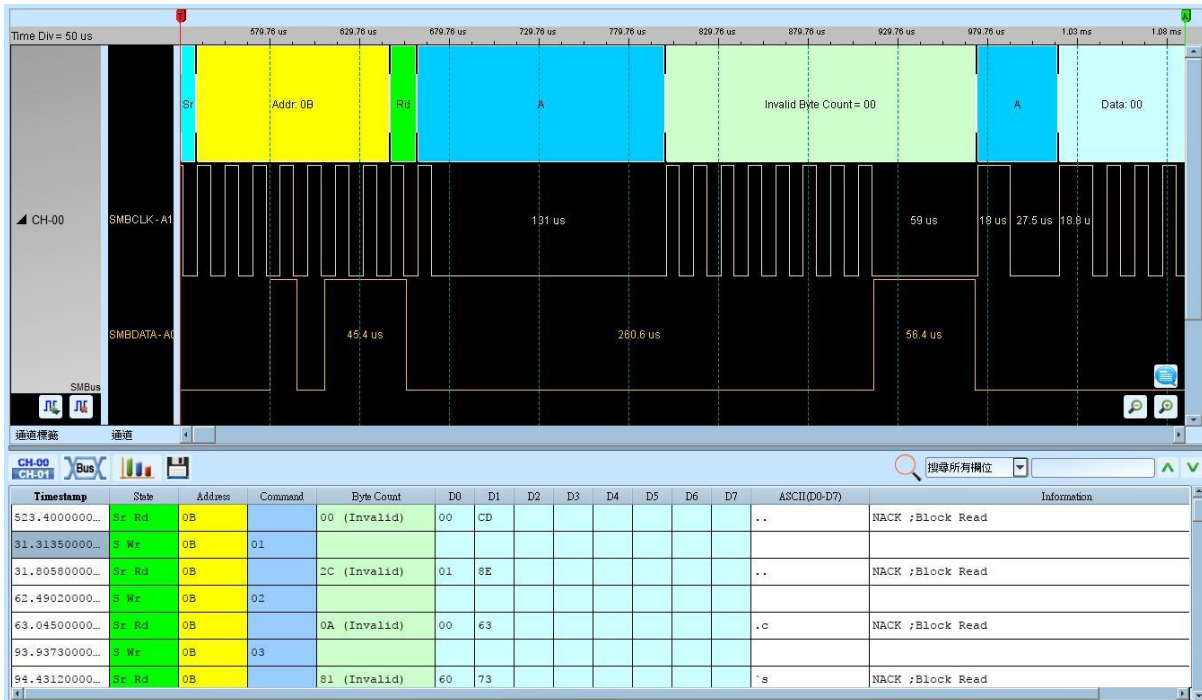 Time Div = 50 us
579.76 us 629.76 us 679.76 us 729.76 us 779.76 us 829.76 us 879.76 us 929.76 us 979.76 us 1.03 ms 1.08 ms
Sr Addr: 0B Rd A Invalid Byte Count = 00 A Data: 00
CH-00 SMBCLK - A1 131 us 59 us 18 us 27.5 us 18.8 u
SMBDATA - A0 45.4 us 260.6 us 56.4 us
SMBus
通道標籤 通道
CH-00 CH-01 Bus 搜尋所有欄位
Timestamp State Address Command Byte Count D0 D1 D2 D3 D4 D5 D6 D7 ASCII(D0-D7) Information
523.4000000... Sr Rd 0B 00 (Invalid) 00 CD .. NACK ;Block Read
31.31350000... S Wr 0B 01
31.80580000... Sr Rd 0B 2C (Invalid) 01 8E .. NACK ;Block Read
62.49020000... S Wr 0B 02
63.04500000... Sr Rd 0B 0A (Invalid) 00 63 .c NACK ;Block Read
93.93730000... S Wr 0B 03
94.43120000... Sr Rd 0B 81 (Invalid) 60 73 `s NACK ;Block Read